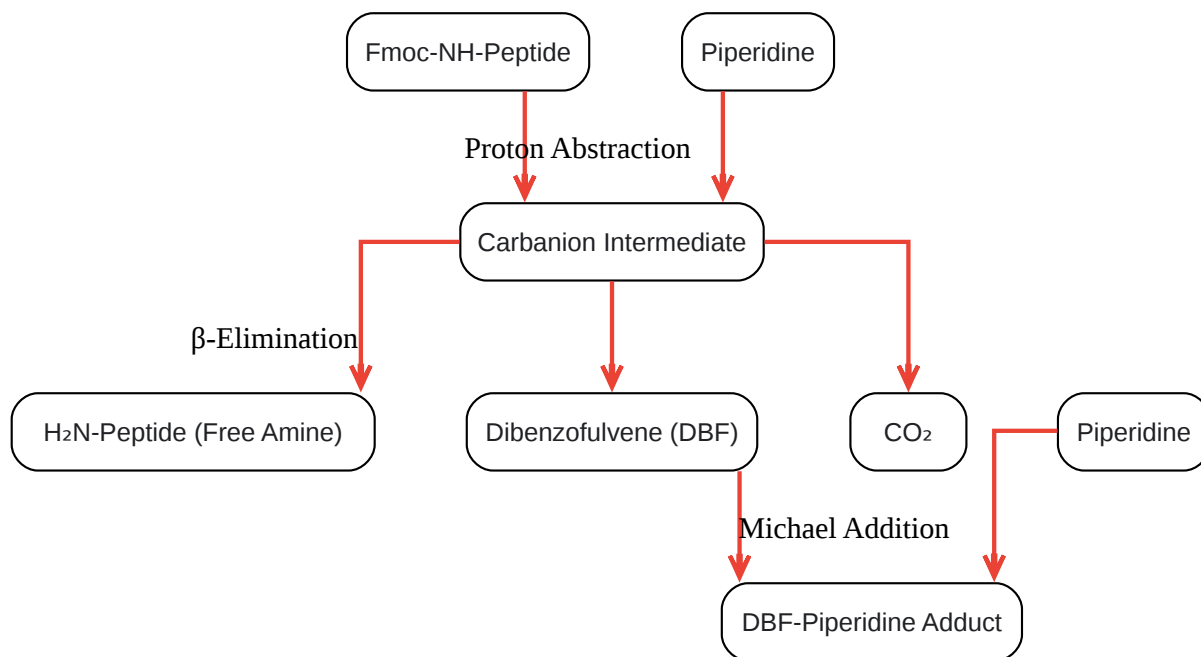 Fmoc-NH-Peptide
Piperidine
Proton Abstraction
Carbanion Intermediate
β-Elimination
H₂N-Peptide (Free Amine)
Dibenzofulvene (DBF)
CO₂
Piperidine
Michael Addition
DBF-Piperidine Adduct